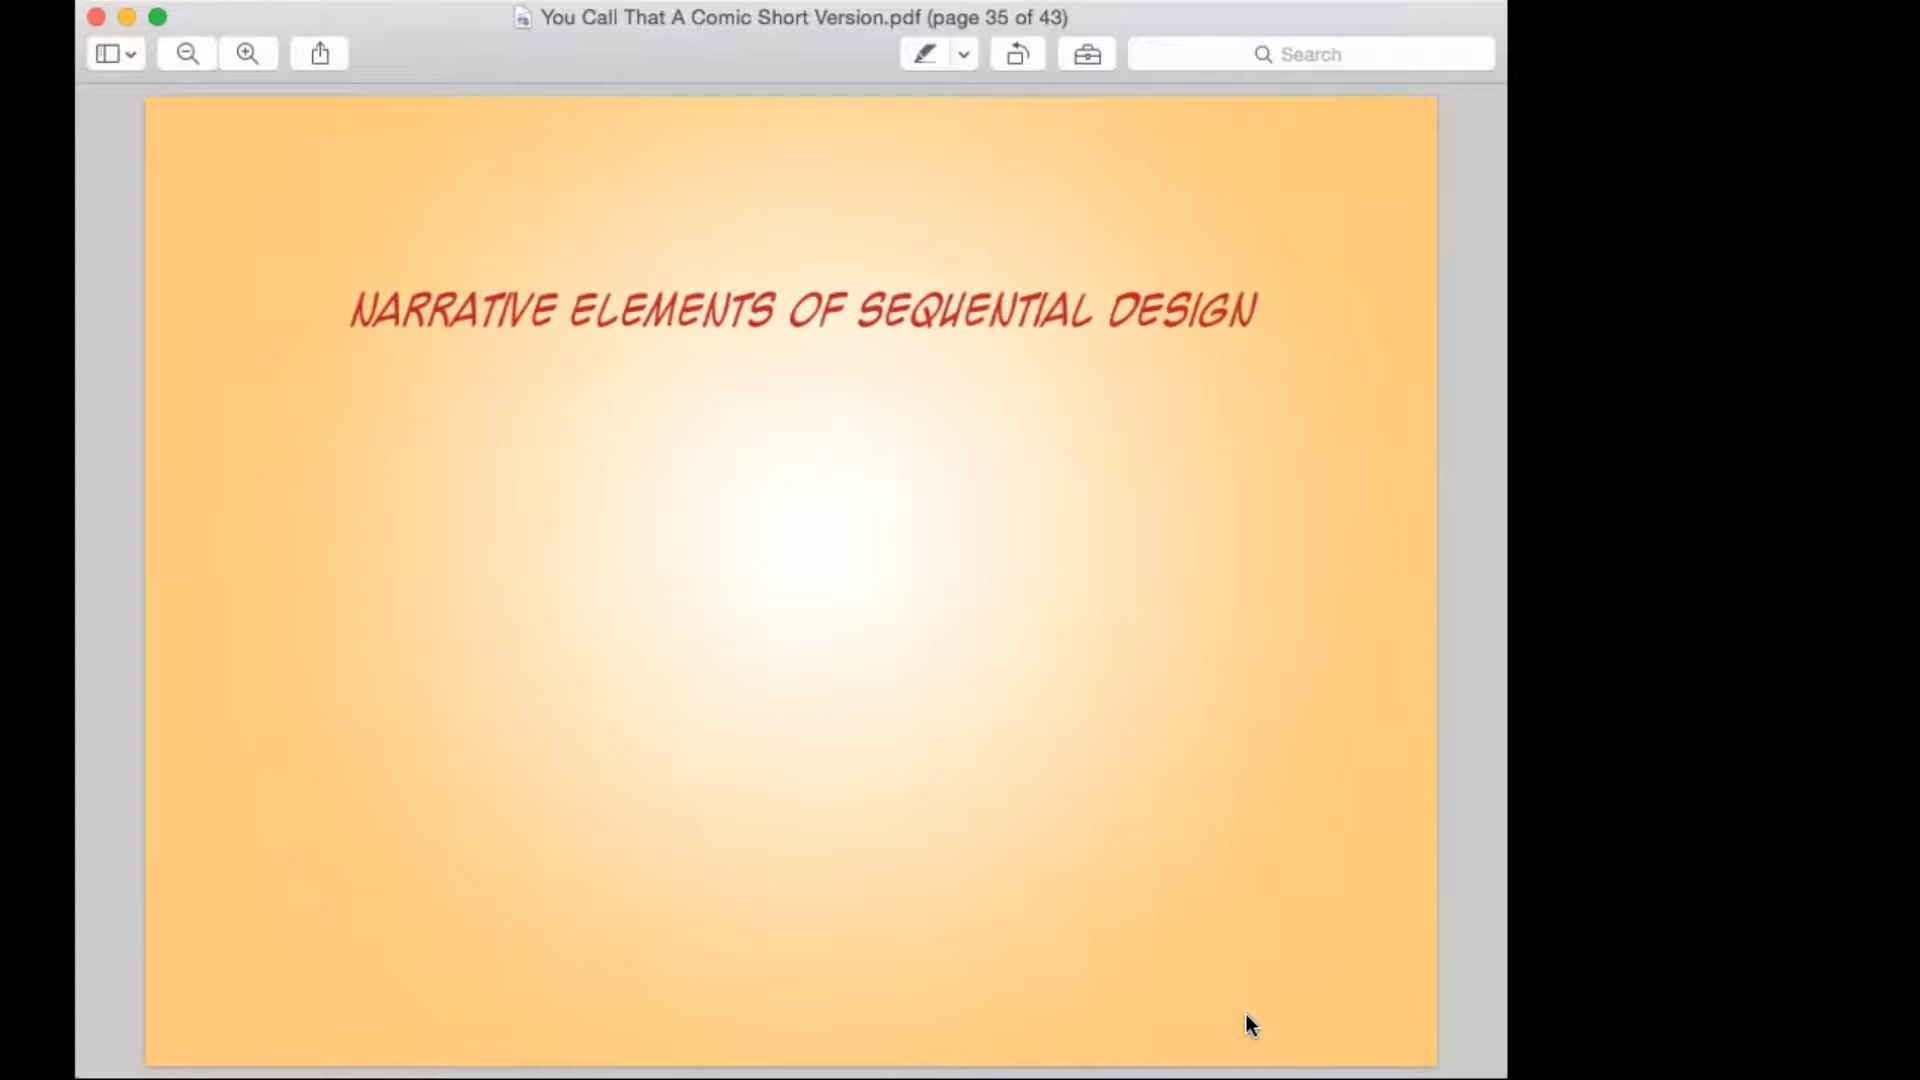 You Call That A Comic Short Version.pdf (page 35 of 43)
Search
NARRATIVE ELEMENTS OF SEQUENTIAL DESIGN